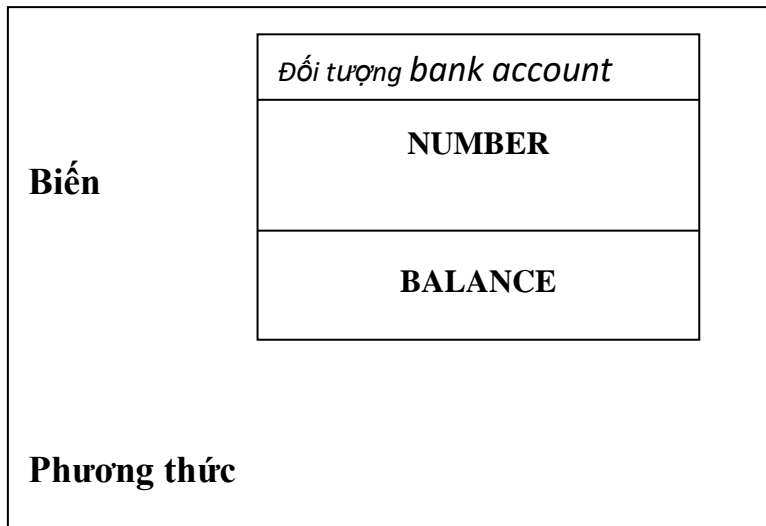 Đối tượng bank account
NUMBER
Biến
BALANCE
Phương thức